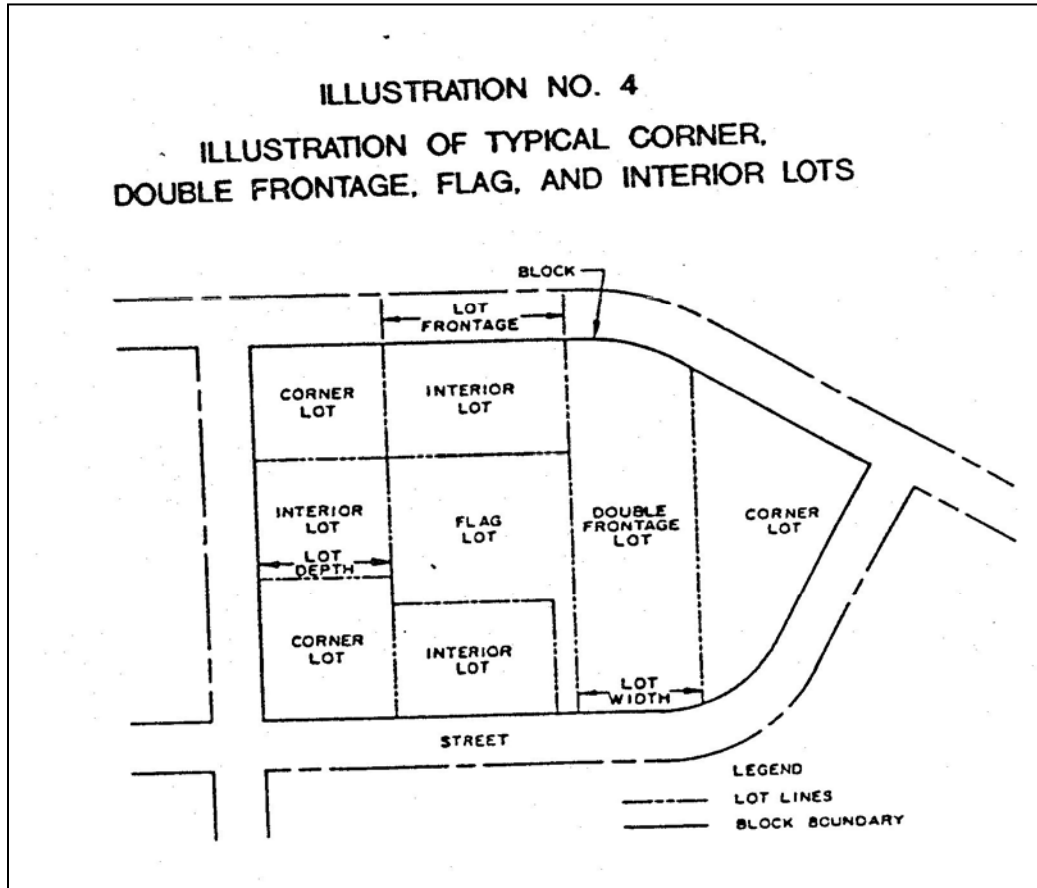 ILLUSTRATION NO. 4
ILLUSTRATION OF TYPICAL CORNER,
DOUBLE FRONTAGE, FLAG, AND INTERIOR LOTS
BLOCK
LOT
FRONTAGE
CORNER
LOT
INTERIOR
LOT
INTERIOR
LOT
LOT
DEPTH
FLAG
LOT
DOUBLE
FRONTAGE
LOT
CORNER
LOT
CORNER
LOT
INTERIOR
LOT
LOT
WIDTH
STREET
LEGEND
LOT LINES
BLOCK BOUNDARY